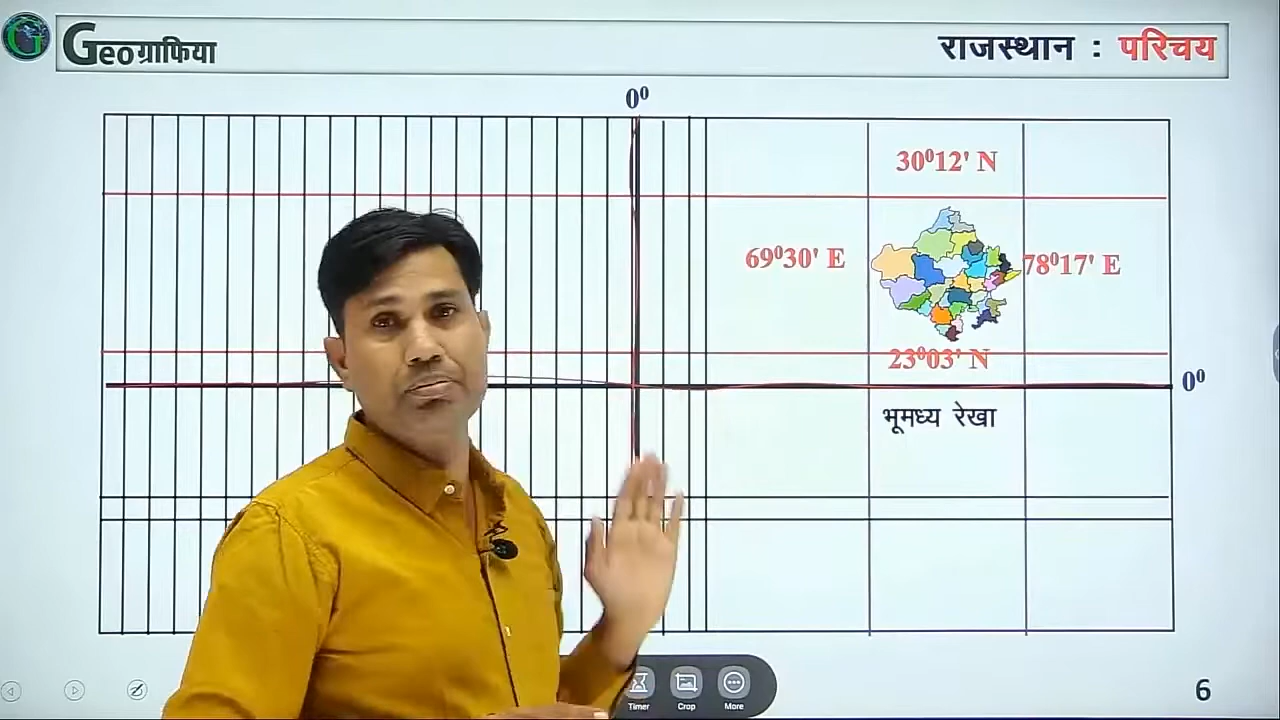 Geoग्राफिया
राजस्थान : परिचय
0⁰
30⁰12' N
69⁰30' E
78⁰17' E
23⁰03' N
0⁰
भूमध्य रेखा
Timer
Crop
More
6